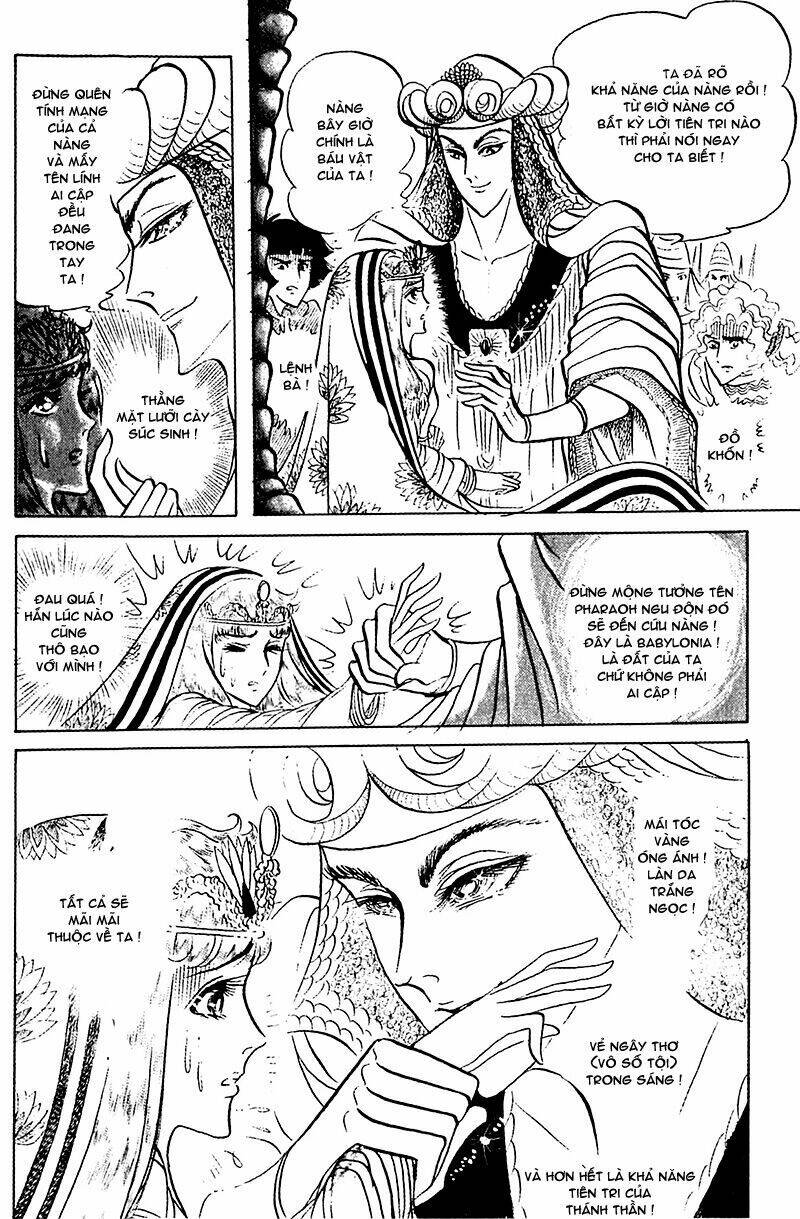 TA ĐÃ RÕ
KHẢ NĂNG CỦA NÀNG RỒI !
TỪ GIỜ NÀNG CÓ
BẤT KỲ LỜI TIÊN TRI NÀO
THÌ PHẢI NÓI NGAY
CHO TA BIẾT !
NÀNG
BÂY GIỜ
CHÍNH LÀ
BÁU VẬT
CỦA TA !
LỆNH
BÀ !
ĐỒ
KHỐN !
ĐỪNG QUÊN
TÍNH MẠNG
CỦA CẢ
NÀNG
VÀ MẤY
TÊN LÍNH
AI CẬP
ĐỀU
ĐANG
TRONG
TAY
TA !
THẰNG
MẶT LƯỠI CÀY
SÚC SINH !
ĐỪNG MỘNG TƯỞNG TÊN
PHARAOH NGU ĐỘN ĐÓ
SẼ ĐẾN CỨU NÀNG !
ĐÂY LÀ BABYLONIA !
LÀ ĐẤT CỦA TA
CHỨ KHÔNG PHẢI
AI CẬP !
ĐAU QUÁ !
HẮN LÚC NÀO
CŨNG
THÔ BẠO
VỚI MÌNH !
MÁI TÓC
VÀNG
ÓNG ÁNH !
LÀN DA
TRẮNG
NGỌC !
TẤT CẢ SẼ
MÃI MÃI
THUỘC VỀ TA !
VẺ NGÂY THƠ
(VÔ SỐ TỘI)
TRONG SÁNG !
VÀ HƠN HẾT LÀ KHẢ NĂNG
TIÊN TRI CỦA
THÁNH THẦN !